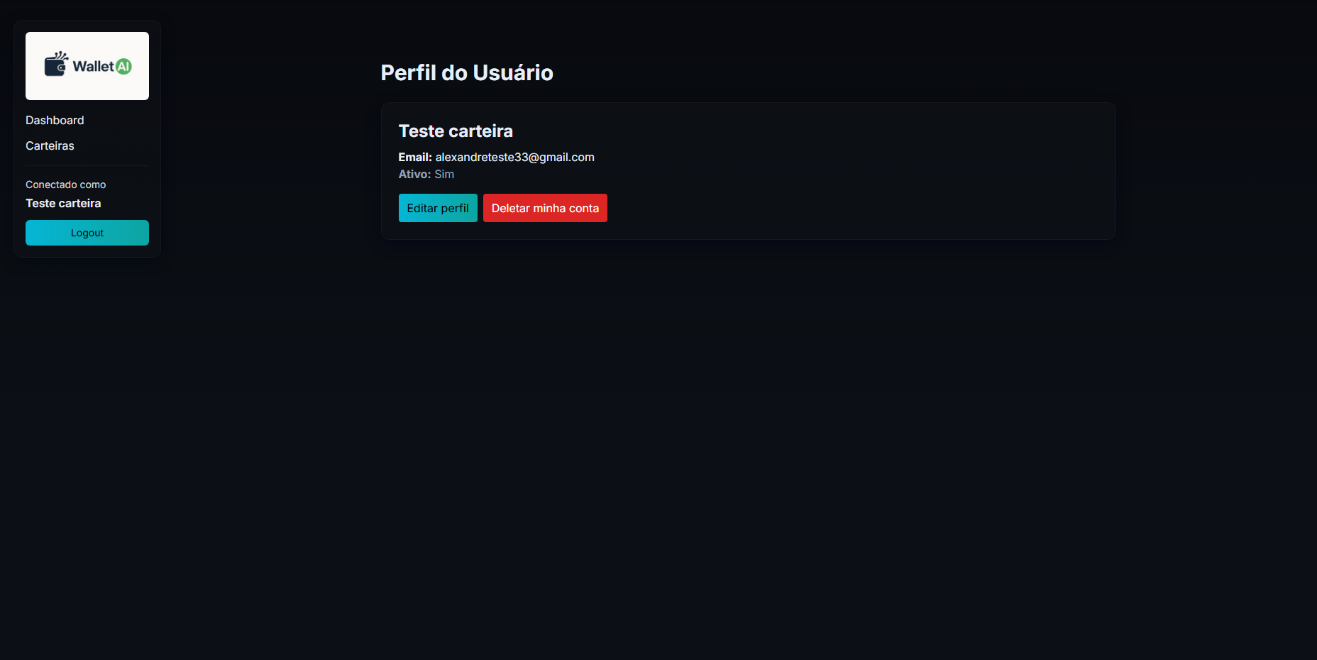 Wallet AI
Dashboard
Carteiras
Conectado como
Teste carteira
Logout
Perfil do Usuário
Teste carteira
Email: alexandreteste33@gmail.com
Ativo: Sim
Editar perfil Deletar minha conta